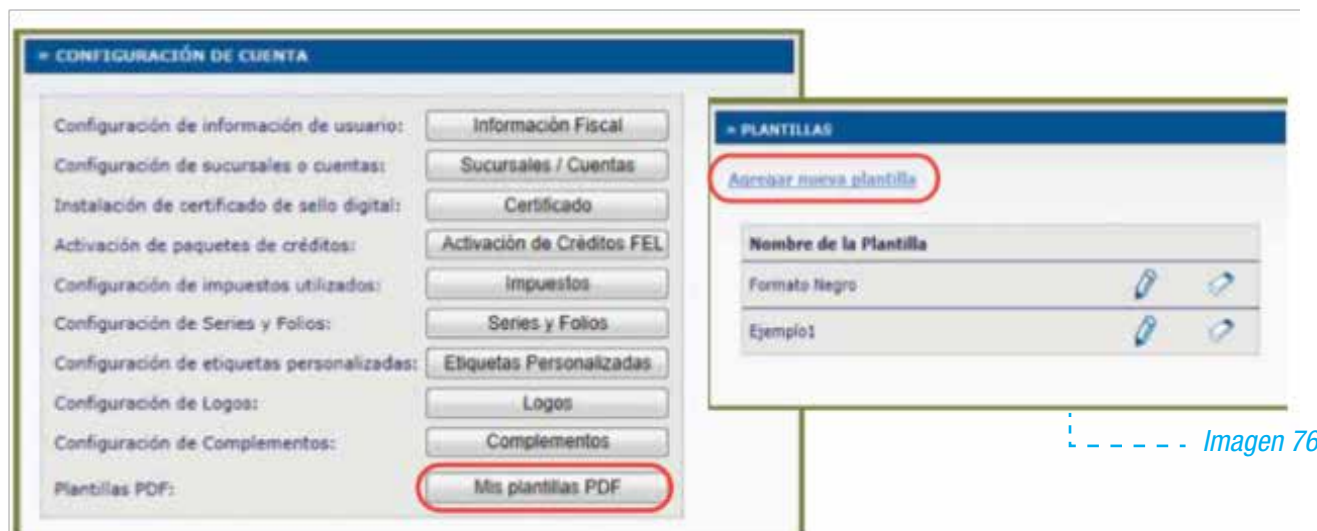 » CONFIGURACIÓN DE CUENTA
Configuración de información de usuario: Información Fiscal
Configuración de sucursales o cuentas: Sucursales / Cuentas
Instalación de certificado de sello digital: Certificado
Activación de paquetes de créditos: Activación de Créditos FEL
Configuración de impuestos utilizados: Impuestos
Configuración de Series y Folios: Series y Folios
Configuración de etiquetas personalizadas: Etiquetas Personalizadas
Configuración de Logos: Logos
Configuración de Complementos: Complementos
Plantillas PDF: Mis plantillas PDF
» PLANTILLAS
Agregar nueva plantilla
Nombre de la Plantilla
Formato Negro
Ejemplo1
Imagen 76